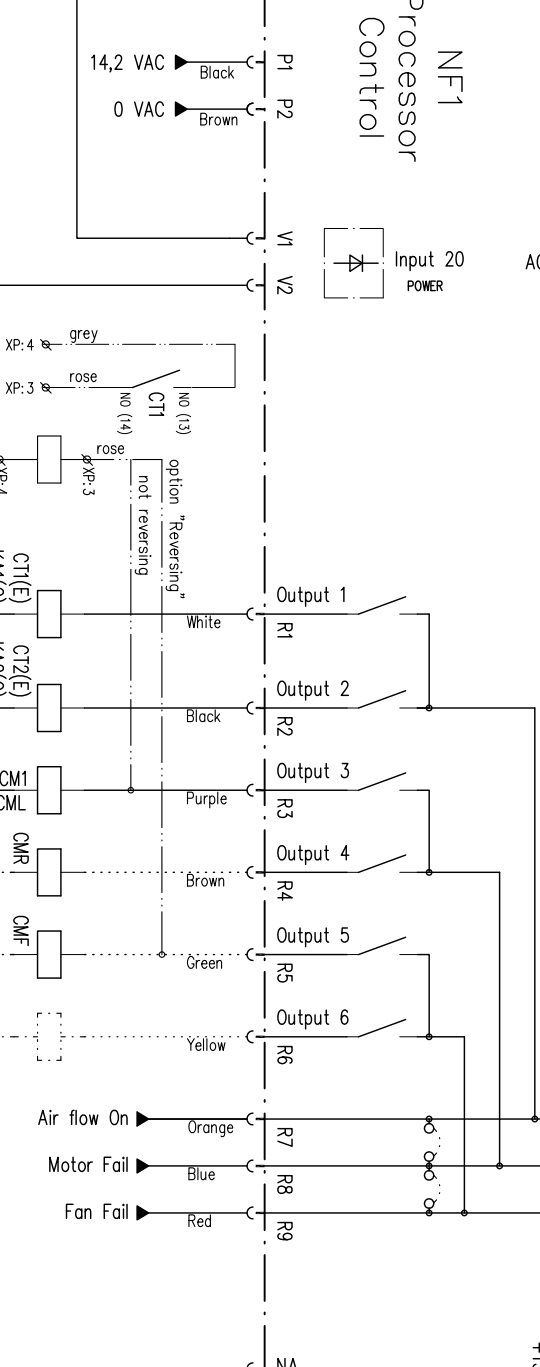 NF1
Processor
Control
14,2 VAC
Black
P1
0 VAC
Brown
P2
V1
Input 20
POWER
V2
XP:4
grey
XP:3
rose
NO (14)
CT1
NO (13)
rose
XP:4
XP:3
not reversing
option "Reversing"
CT1(E)
Output 1
White
R1
CT2(E)
Output 2
Black
R2
CM1
CML
Output 3
Purple
R3
CMR
Output 4
Brown
R4
CMF
Output 5
Green
R5
Output 6
Yellow
R6
Air flow On
Orange
R7
Motor Fail
Blue
R8
Fan Fail
Red
R9
NA